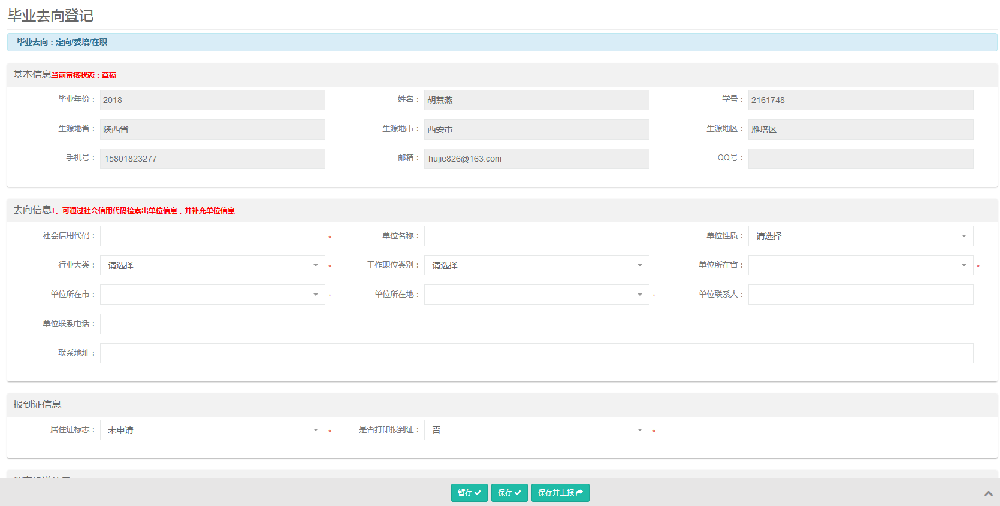 毕业去向登记
毕业去向：定向/委培/在职
基本信息当前审核状态：草稿
毕业年份： 2018 姓名： 胡慧燕 学号： 2161748
生源地省： 陕西省 生源地市： 西安市 生源地区： 雁塔区
手机号： 15801823277 邮箱： hujie826@163.com QQ号：
去向信息1、可通过社会信用代码检索出单位信息，并补充单位信息
社会信用代码： * 单位名称： 单位性质： 请选择
行业大类： 请选择 * 工作职位类别： 请选择 单位所在省： *
单位所在市： * 单位所在地： * 单位联系人：
单位联系电话：
联系地址：
报到证信息
居住证标志： 未申请 * 是否打印报到证： 否 *
暂存 保存 保存并上报